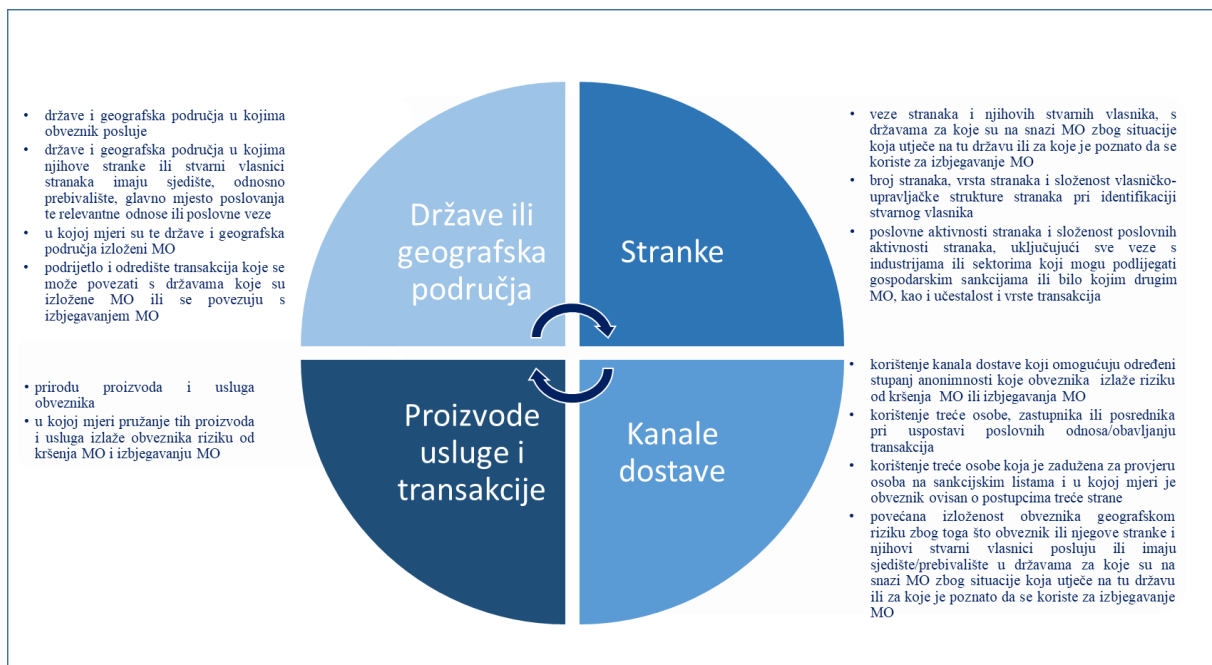 • države i geografska područja u kojima
obveznik posluje
• države i geografska područja u kojima
njihove stranke ili stvarni vlasnici
stranaka imaju sjedište, odnosno
prebivalište, glavno mjesto poslovanja
te relevantne odnose ili poslovne veze
• u kojoj mjeri su te države i geografska
područja izloženi MO
• podrijetlo i odredište transakcija koje se
može povezati s državama koje su
izložene MO ili se povezuju s
izbjegavanjem MO
Države ili
geografska
područja
Stranke
• veze stranaka i njihovih stvarnih vlasnika, s
državama za koje su na snazi MO zbog situacije
koja utječe na tu državu ili za koje je poznato da se
koriste za izbjegavanje MO
• broj stranaka, vrsta stranaka i složenost vlasničko-
upravljačke strukture stranaka pri identifikaciji
stvarnog vlasnika
• poslovne aktivnosti stranaka i složenost poslovnih
aktivnosti stranaka, uključujući sve veze s
industrijama ili sektorima koji mogu podlijegati
gospodarskim sankcijama ili bilo kojim drugim
MO, kao i učestalost i vrste transakcija
• prirodu proizvoda i usluga
obveznika
• u kojoj mjeri pružanje tih proizvoda
i usluga izlaže obveznika riziku od
kršenja MO i izbjegavanju MO
Proizvode
usluge i
transakcije
Kanale
dostave
• korištenje kanala dostave koji omogućuju određeni
stupanj anonimnosti koje obveznika izlaže riziku
od kršenja MO ili izbjegavanja MO
• korištenje treće osobe, zastupnika ili posrednika
pri uspostavi poslovnih odnosa/obavljanju
transakcija
• korištenje treće osobe koja je zadužena za provjeru
osoba na sankcijskim listama i u kojoj mjeri je
obveznik ovisan o postupcima treće strane
• povećana izloženost obveznika geografskom
riziku zbog toga što obveznik ili njegove stranke i
njihovi stvarni vlasnici posluju ili imaju
sjedište/prebivalište u državama za koje su na
snazi MO zbog situacije koja utječe na tu državu
ili za koje je poznato da se koriste za izbjegavanje
MO